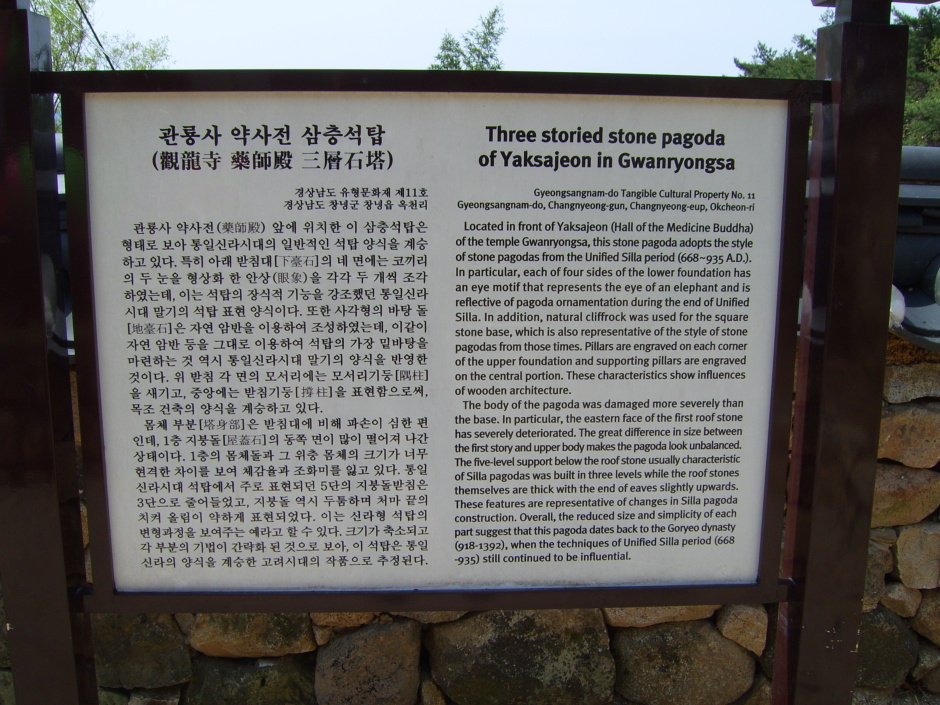 관룡사 약사전 삼층석탑
(觀龍寺 藥師殿 三層石塔)
경상남도 유형문화재 제11호
경상남도 창녕군 창녕읍 옥천리
관룡사 약사전(藥師殿) 앞에 위치한 이 삼층석탑은
형태로 보아 통일신라시대의 일반적인 석탑 양식을 계승
하고 있다. 특히 아래 받침대[下臺石]의 네 면에는 코끼리
의 두 눈을 형상화 한 안상(眼象)을 각각 두 개씩 조각
하였는데, 이는 석탑의 장식적 기능을 강조했던 통일신라
시대 말기의 석탑 표현 양식이다. 또한 사각형의 바탕 돌
[地臺石]은 자연 암반을 이용하여 조성하였는데, 이같이
자연 암반 등을 그대로 이용하여 석탑의 가장 밑바탕을
마련하는 것 역시 통일신라시대 말기의 양식을 반영한
것이다. 위 받침 각 면의 모서리에는 모서리기둥[隅柱]
을 새기고, 중앙에는 받침기둥[撑柱]을 표현함으로써,
목조 건축의 양식을 계승하고 있다.
몸체 부분[塔身部]은 받침대에 비해 파손이 심한 편
인데, 1층 지붕돌[屋蓋石]의 동쪽 면이 많이 떨어져 나간
상태이다. 1층의 몸체돌과 그 위층 몸체의 크기가 너무
현격한 차이를 보여 체감율과 조화미를 잃고 있다. 통일
신라시대 석탑에서 주로 표현되던 5단의 지붕돌받침은
3단으로 줄어들었고, 지붕돌 역시 두툼하며 처마 끝의
치켜 올림이 약하게 표현되었다. 이는 신라형 석탑의
변형과정을 보여주는 예라고 할 수 있다. 크기가 축소되고
각 부분의 기법이 간략화 된 것으로 보아, 이 석탑은 통일
신라의 양식을 계승한 고려시대의 작품으로 추정된다.
Three storied stone pagoda
of Yaksajeon in Gwanryongsa
Gyeongsangnam-do Tangible Cultural Property No. 11
Gyeongsangnam-do, Changnyeong-gun, Changnyeong-eup, Okcheon-ri
Located in front of Yaksajeon (Hall of the Medicine Buddha)
of the temple Gwanryongsa, this stone pagoda adopts the style
of stone pagodas from the Unified Silla period (668~935 A.D.).
In particular, each of four sides of the lower foundation has
an eye motif that represents the eye of an elephant and is
reflective of pagoda ornamentation during the end of Unified
Silla. In addition, natural cliffrock was used for the square
stone base, which is also representative of the style of stone
pagodas from those times. Pillars are engraved on each corner
of the upper foundation and supporting pillars are engraved
on the central portion. These characteristics show influences
of wooden architecture.
The body of the pagoda was damaged more severely than
the base. In particular, the eastern face of the first roof stone
has severely deteriorated. The great difference in size between
the first story and upper body makes the pagoda look unbalanced.
The five-level support below the roof stone usually characteristic
of Silla pagodas was built in three levels while the roof stones
themselves are thick with the end of eaves slightly upwards.
These features are representative of changes in Silla pagoda
construction. Overall, the reduced size and simplicity of each
part suggest that this pagoda dates back to the Goryeo dynasty
(918-1392), when the techniques of Unified Silla period (668
-935) still continued to be influential.